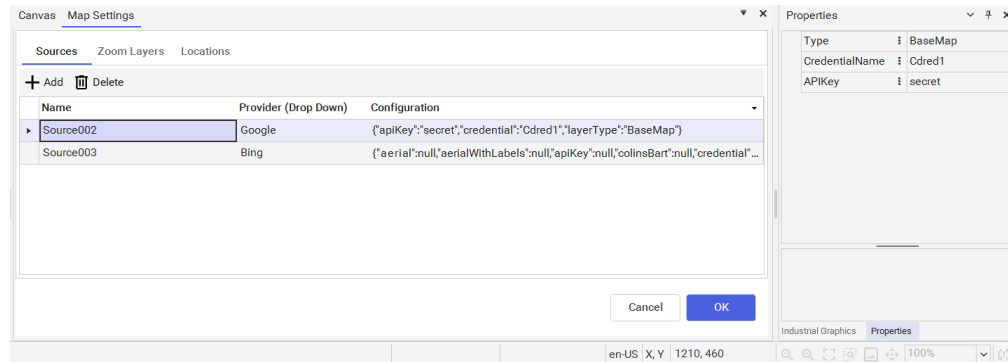 Canvas Map Settings
Properties
Type BaseMap
CredentialName Cdred1
APIKey secret
Sources Zoom Layers Locations
Add Delete
Name Provider (Drop Down) Configuration
Source002 Google {"apiKey":"secret","credential":"Cdred1","layerType":"BaseMap"}
Source003 Bing {"aerial":null,"aerialWithLabels":null,"apiKey":null,"colinsBart":null,"credential"...
Cancel OK
Industrial Graphics Properties
en-US X, Y 1210, 460 100%